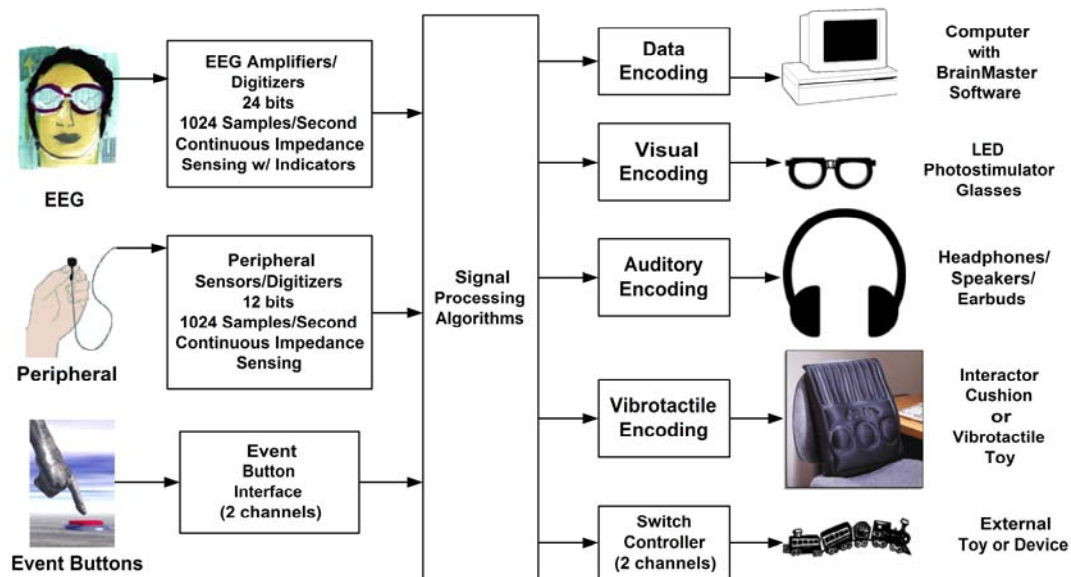 EEG Amplifiers/
Digitizers
24 bits
1024 Samples/Second
Continuous Impedance
Sensing w/ Indicators
EEG
Peripheral
Sensors/Digitizers
12 bits
1024 Samples/Second
Continuous Impedance
Sensing
Peripheral
Event
Button
Interface
(2 channels)
Event Buttons
Signal
Processing
Algorithms
Data
Encoding
Computer
with
BrainMaster
Software
Visual
Encoding
LED
Photostimulator
Glasses
Auditory
Encoding
Headphones/
Speakers/
Earbuds
Vibrotactile
Encoding
Interactor
Cushion
or
Vibrotactile
Toy
Switch
Controller
(2 channels)
External
Toy or Device